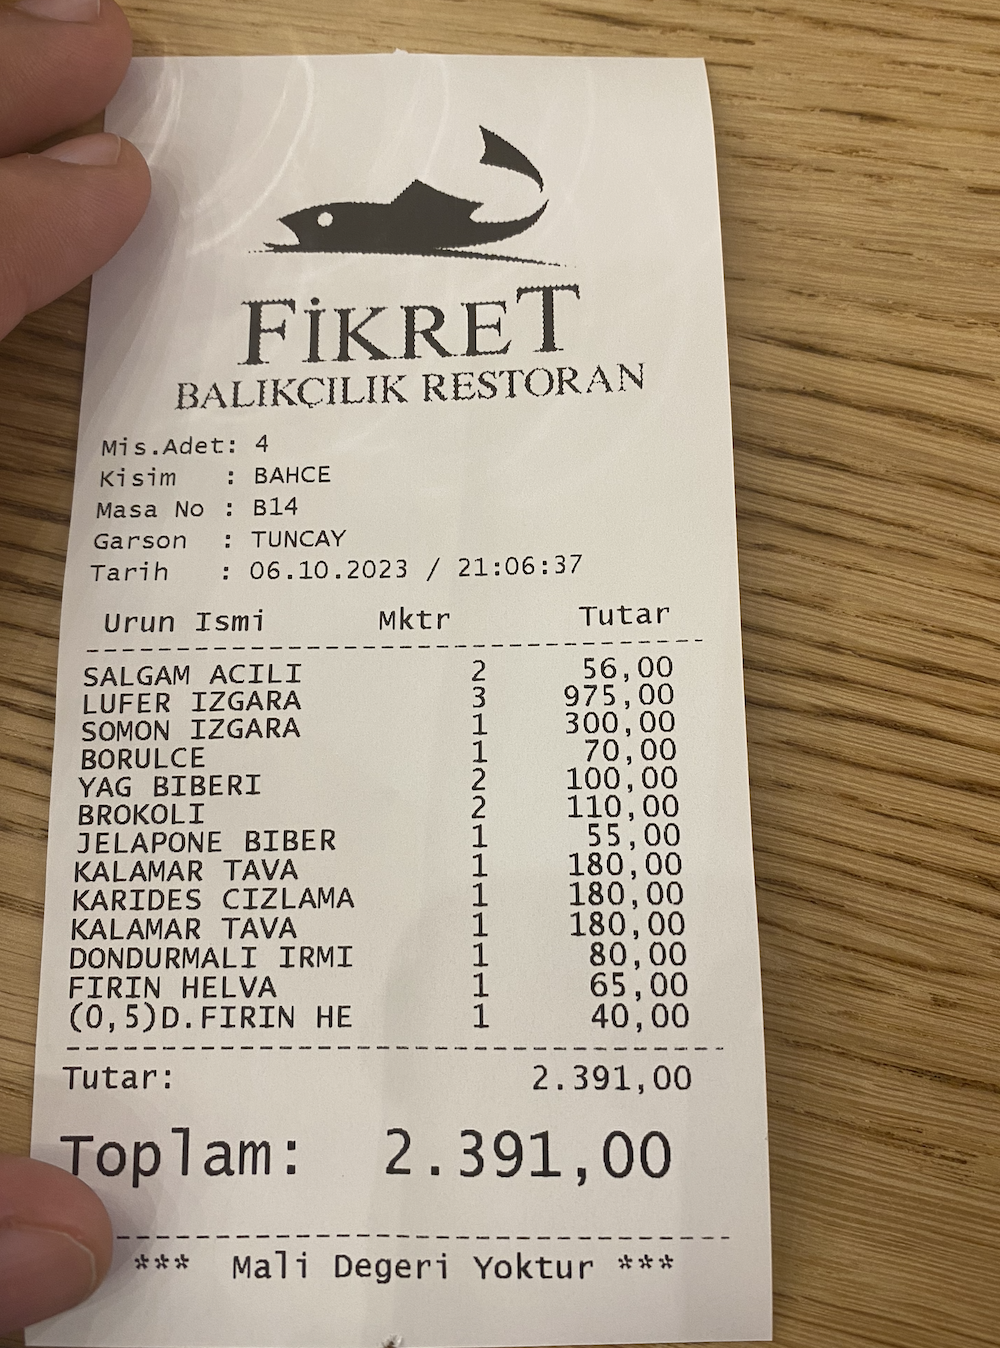 FİKRET
BALIKÇILIK RESTORAN
Mis.Adet: 4
Kisim : BAHCE
Masa No : B14
Garson : TUNCAY
Tarih : 06.10.2023 / 21:06:37
Urun Ismi Mktr Tutar
SALGAM ACILI 2 56,00
LUFER IZGARA 3 975,00
SOMON IZGARA 1 300,00
BORULCE 1 70,00
YAG BIBERI 2 100,00
BROKOLI 2 110,00
JELAPONE BIBER 1 55,00
KALAMAR TAVA 1 180,00
KARIDES CIZLAMA 1 180,00
KALAMAR TAVA 1 180,00
DONDURMALI IRMI 1 80,00
FIRIN HELVA 1 65,00
(0,5)D.FIRIN HE 1 40,00
Tutar: 2.391,00
Toplam: 2.391,00
*** Mali Degeri Yoktur ***